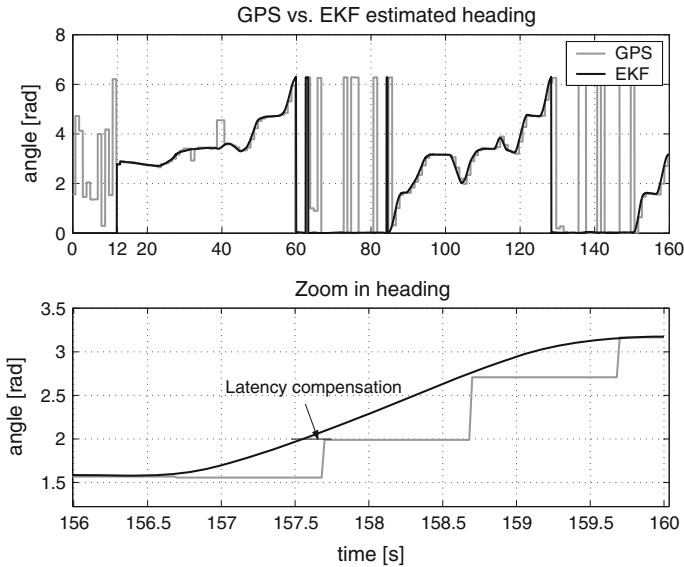 GPS vs. EKF estimated heading
angle [rad]
8
6
4
2
0
GPS
EKF
0 12 20 40 60 80 100 120 140 160
Zoom in heading
angle [rad]
3.5
3
2.5
2
1.5
Latency compensation
156 156.5 157 157.5 158 158.5 159 159.5 160
time [s]